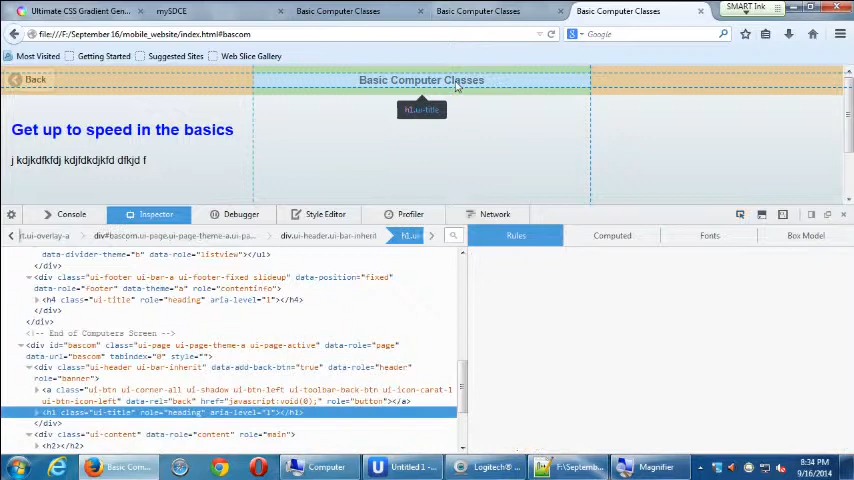 Ultimate CSS Gradient Gen...
mySDCE
Basic Computer Classes
Basic Computer Classes
Basic Computer Classes
SMART Ink
file:///F:/September16/mobile_website/index.html#bascom
Google
Most Visited
Getting Started
Suggested Sites
Web Slice Gallery
Back
Basic Computer Classes
h1.ui-title
Get up to speed in the basics
j kdjkdfkfdj kdjfdkdjkfd dfkjd f
Console
Inspector
Debugger
Style Editor
Profiler
Network
rt.ui-overlay-a
div#bascom.ui-page.ui-page-theme-a.ui-pa...
div.ui-header.ui-bar-inherit
h1.ui-
Rules
Computed
Fonts
Box Model
data-divider-theme="b" data-role="listview"></ul>
</div>
<div class="ui-footer ui-bar-a ui-footer-fixed slideup" data-position="fixed"
data-theme="a" data-role="footer" role="contentinfo">
<h4 class="ui-title" role="heading" aria-level="1"></h4>
</div>
</div>
<!-- End of Computers Screen -->
<div id="bascom" class="ui-page ui-page-theme-a ui-page-active" data-role="page"
data-url="bascom" tabindex="0" style="">
<div class="ui-header ui-bar-inherit" data-add-back-btn="true" data-role="header"
role="banner">
<a class="ui-btn ui-corner-all ui-shadow ui-btn-left ui-toolbar-back-btn ui-icon-carat-l
ui-btn-icon-left" data-rel="back" href="javascript:void(0);" role="button"></a>
<h1 class="ui-title" role="heading" aria-level="1"></h1>
</div>
<div class="ui-content" data-role="content" role="main">
<h2></h2>
Basic Com...
Computer
Untitled 1 -...
Logitech® ...
F:\Septemb...
Magnifier
8:34 PM
9/16/2014